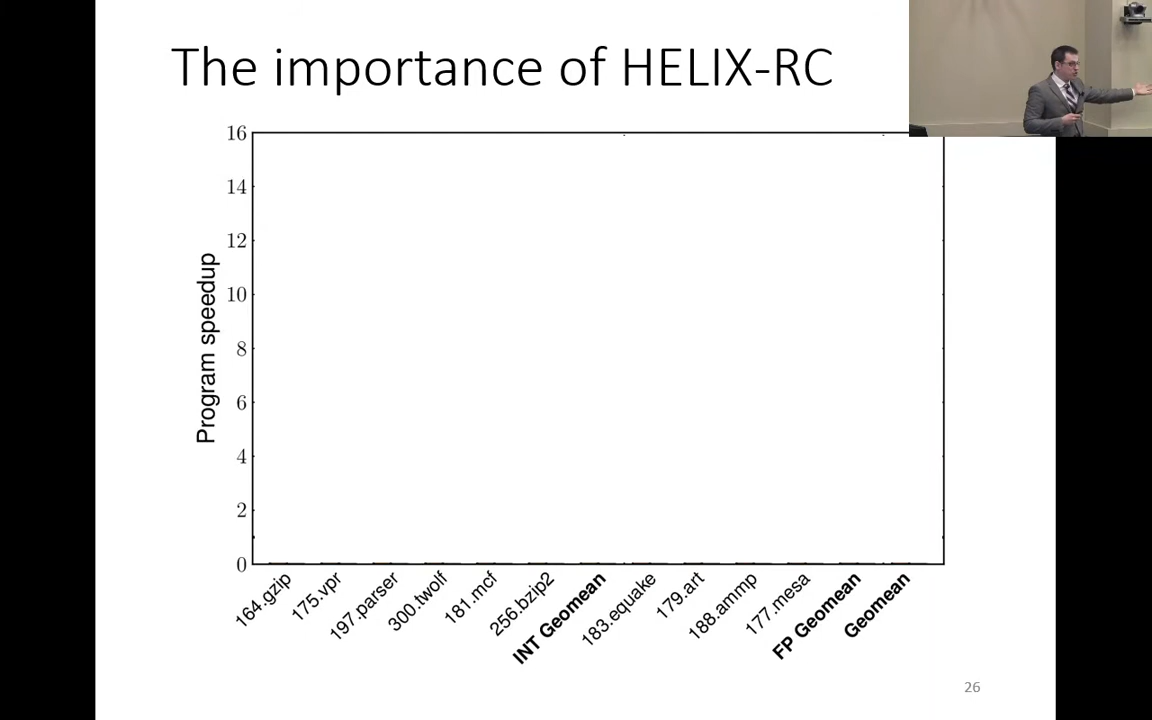 The importance of HELIX-RC
Program speedup
16
14
12
10
8
6
4
2
0
164.gzip
175.vpr
197.parser
300.twolf
181.mcf
256.bzip2
INT Geomean
183.equake
179.art
188.ammp
177.mesa
FP Geomean
Geomean
26